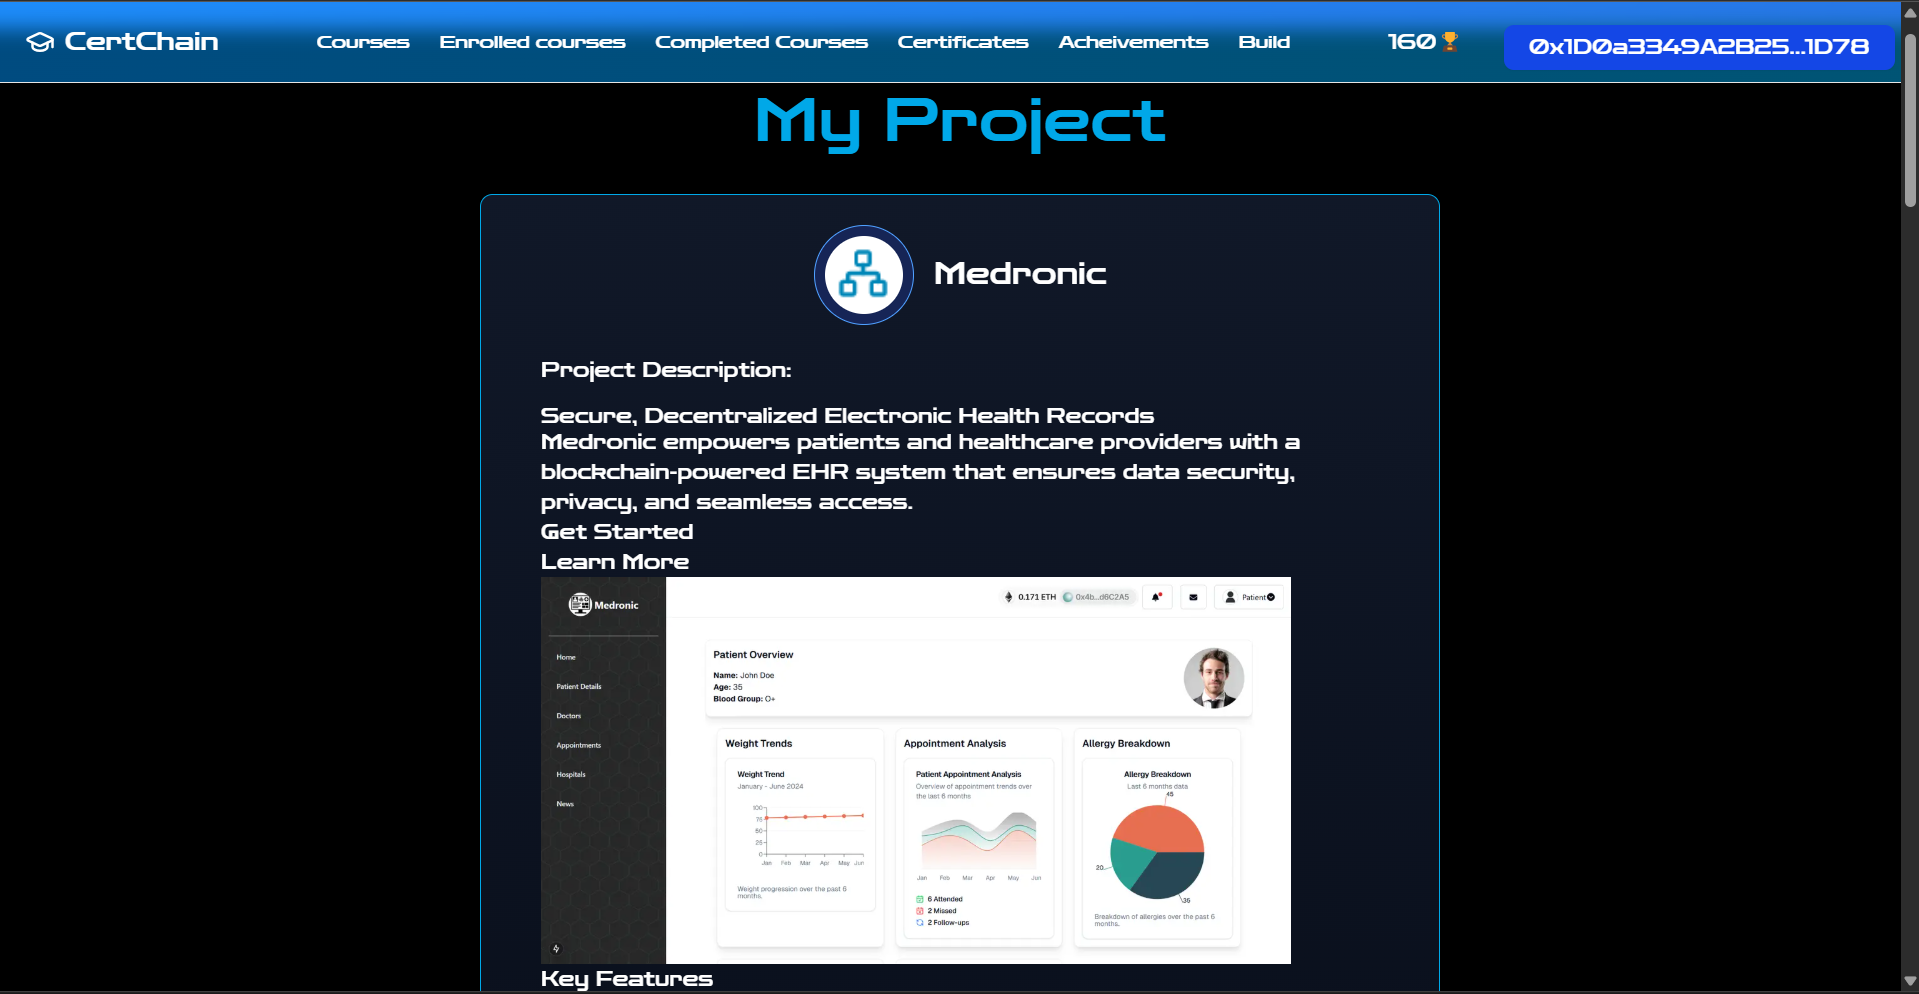 CertChain
Courses
Enrolled courses
Completed Courses
Certificates
Acheivements
Build
160
0x1D0a3349A2B25...1D78
My Project
Medronic
Project Description:
Secure, Decentralized Electronic Health Records
Medronic empowers patients and healthcare providers with a
blockchain-powered EHR system that ensures data security,
privacy, and seamless access.
Get Started
Learn More
Medronic
0.171 ETH
0x4b...d6C2A5
Patient
Home
Patient Details
Doctors
Appointments
Hospitals
News
Patient Overview
Name: John Doe
Age: 35
Blood Group: O+
Weight Trends
Weight Trend
January - June 2024
100
75
50
25
0
Jan Feb Mar Apr May Jun
Weight progression over the past 6
months.
Appointment Analysis
Patient Appointment Analysis
Overview of appointment trends over
the last 6 months
Jan Feb Mar Apr May Jun
6 Attended
2 Missed
2 Follow-ups
Allergy Breakdown
Allergy Breakdown
Last 6 months data
45
20
35
Breakdown of allergies over the past 6
months.
Key Features